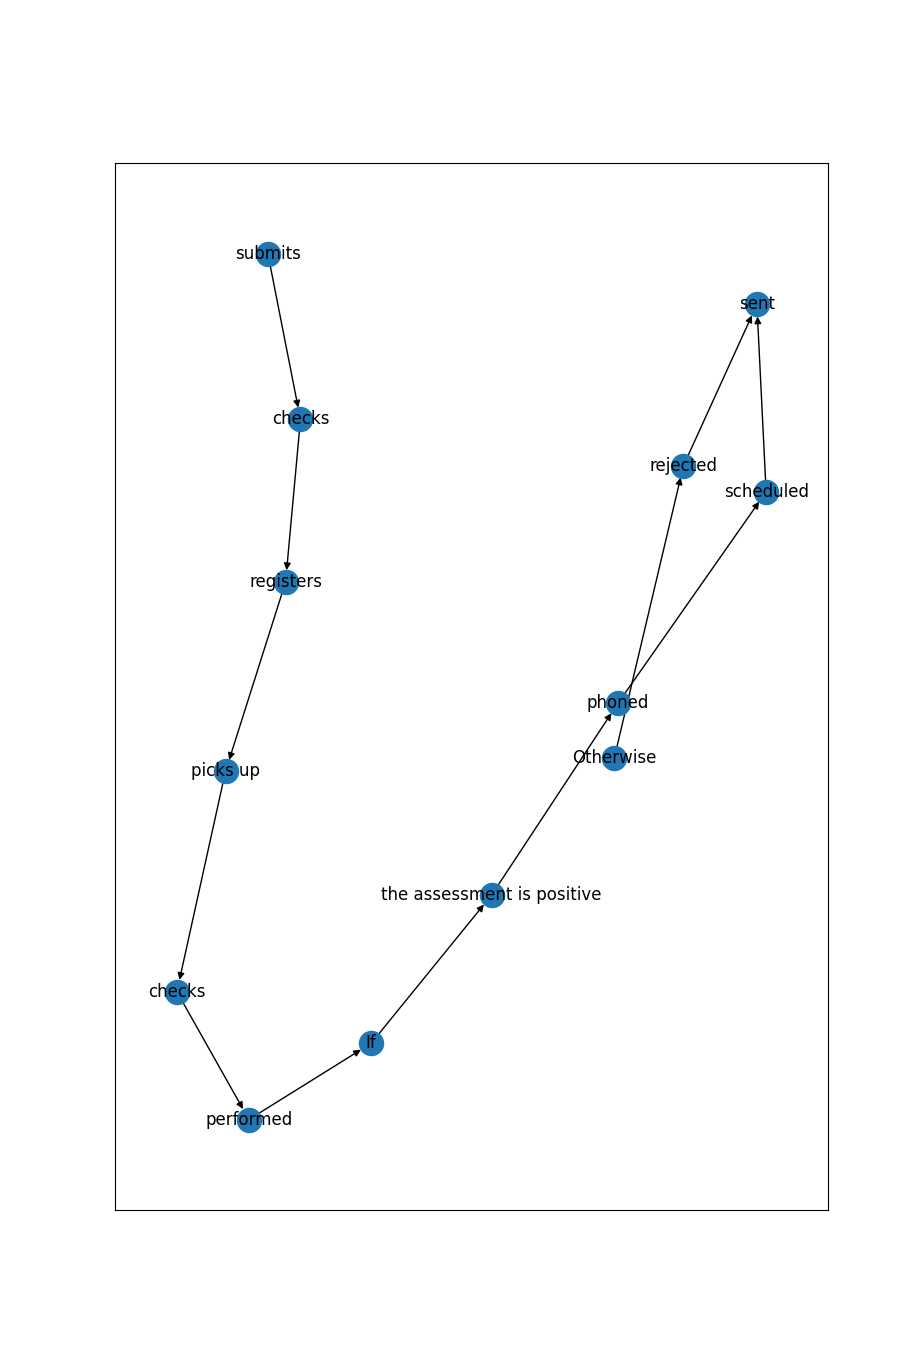 submits
sent
checks
rejected
scheduled
registers
phoned
Otherwise
picks up
the assessment is positive
checks
If
performed